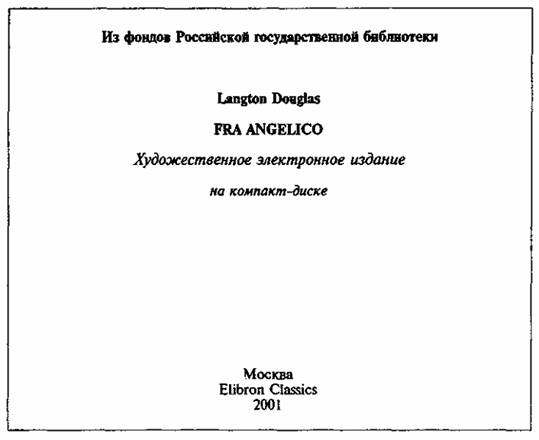 Из фондов Российской государственной библиотеки
Langton Douglas
FRA ANGELICO
Художественное электронное издание
на компакт-диске
Москва
Elibron Classics
2001